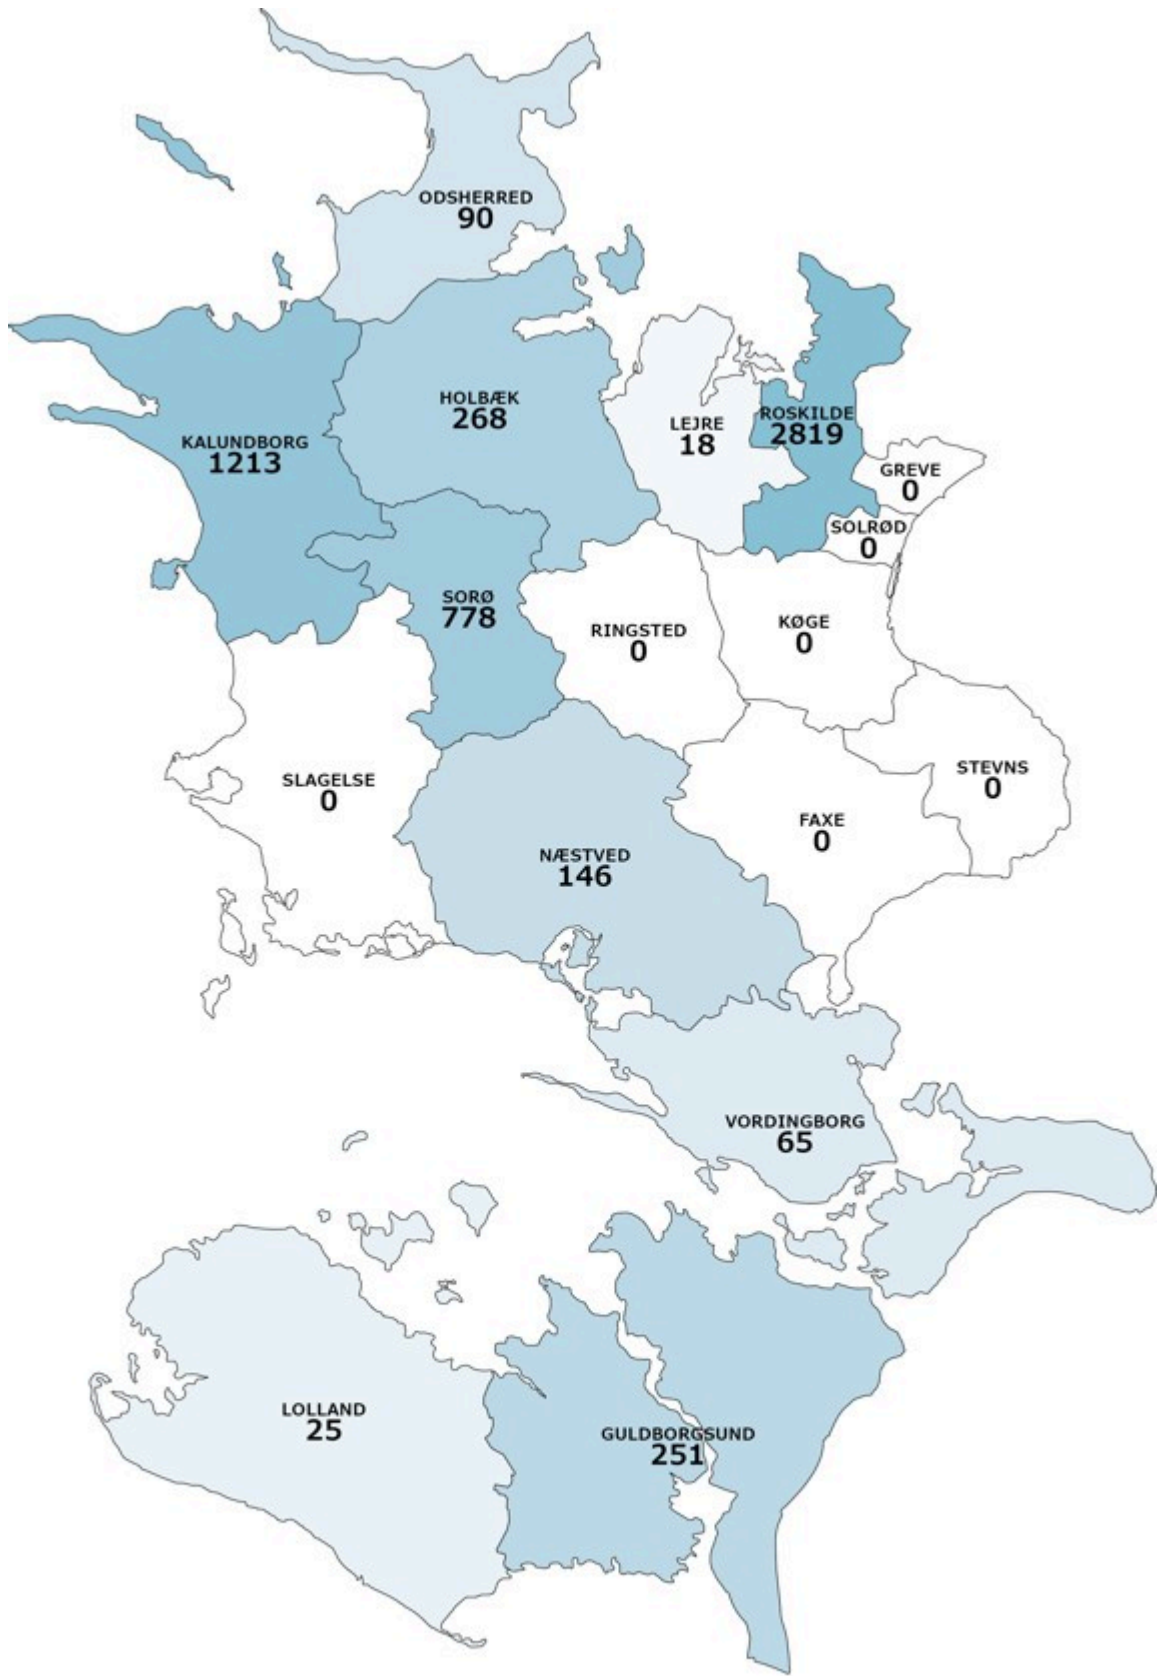 ODSHERRED
90
HOLBÆK
268
KALUNDBORG
1213
LEJRE
18
ROSKILDE
2819
GREVE
0
SOLRØD
0
SORØ
778
RINGSTED
0
KØGE
0
SLAGELSE
0
STEVNS
0
FAXE
0
NÆSTVED
146
VORDINGBORG
65
LOLLAND
25
GULDBORGSUND
251